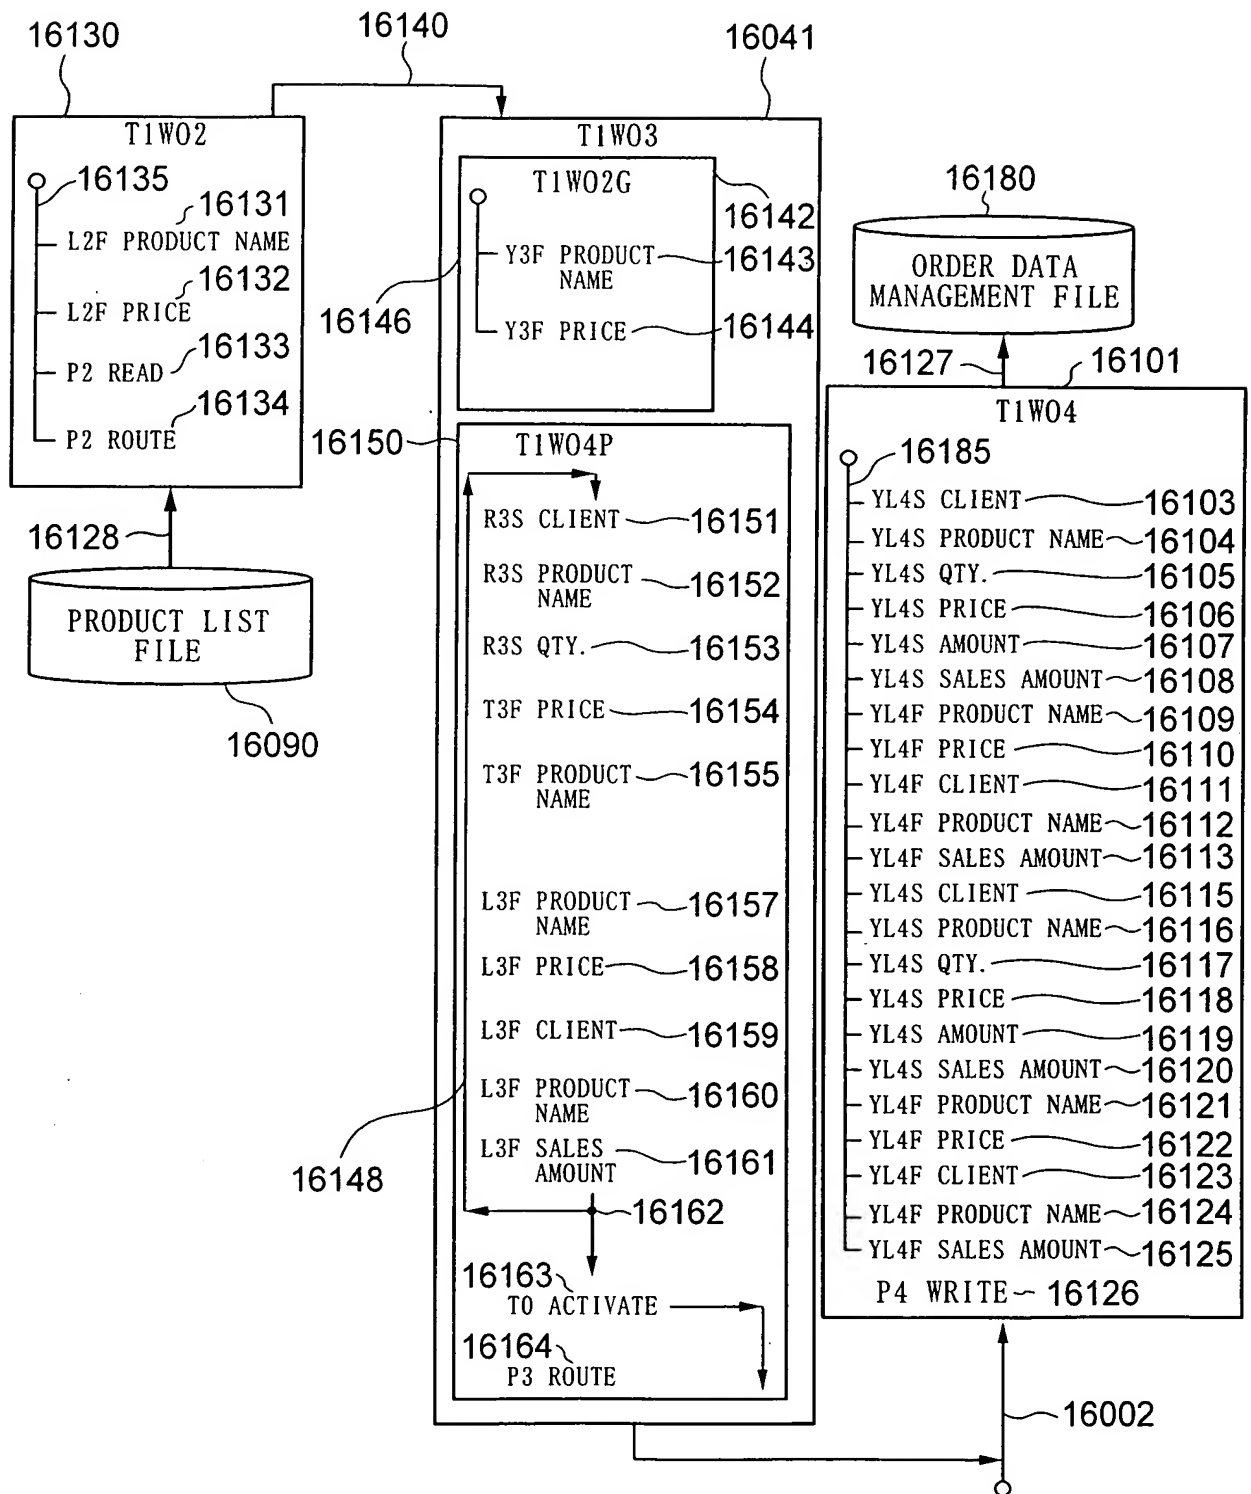 16130
16140
16041
T1W02
16135
16131
L2F PRODUCT NAME
16132
L2F PRICE
16133
P2 READ
16134
P2 ROUTE
16128
PRODUCT LIST
FILE
16090
T1W03
T1W02G
16142
Y3F PRODUCT
NAME
16143
16146
Y3F PRICE
16144
16150
T1W04P
R3S CLIENT
16151
R3S PRODUCT
NAME
16152
R3S QTY.
16153
T3F PRICE
16154
T3F PRODUCT
NAME
16155
L3F PRODUCT
NAME
16157
L3F PRICE
16158
L3F CLIENT
16159
L3F PRODUCT
NAME
16160
L3F SALES
AMOUNT
16161
16148
16162
16163
TO ACTIVATE
16164
P3 ROUTE
16180
ORDER DATA
MANAGEMENT FILE
16127
16101
T1W04
16185
YL4S CLIENT 16103
YL4S PRODUCT NAME 16104
YL4S QTY. 16105
YL4S PRICE 16106
YL4S AMOUNT 16107
YL4S SALES AMOUNT 16108
YL4F PRODUCT NAME 16109
YL4F PRICE 16110
YL4F CLIENT 16111
YL4F PRODUCT NAME 16112
YL4F SALES AMOUNT 16113
YL4S CLIENT 16115
YL4S PRODUCT NAME 16116
YL4S QTY. 16117
YL4S PRICE 16118
YL4S AMOUNT 16119
YL4S SALES AMOUNT 16120
YL4F PRODUCT NAME 16121
YL4F PRICE 16122
YL4F CLIENT 16123
YL4F PRODUCT NAME 16124
YL4F SALES AMOUNT 16125
P4 WRITE 16126
16002